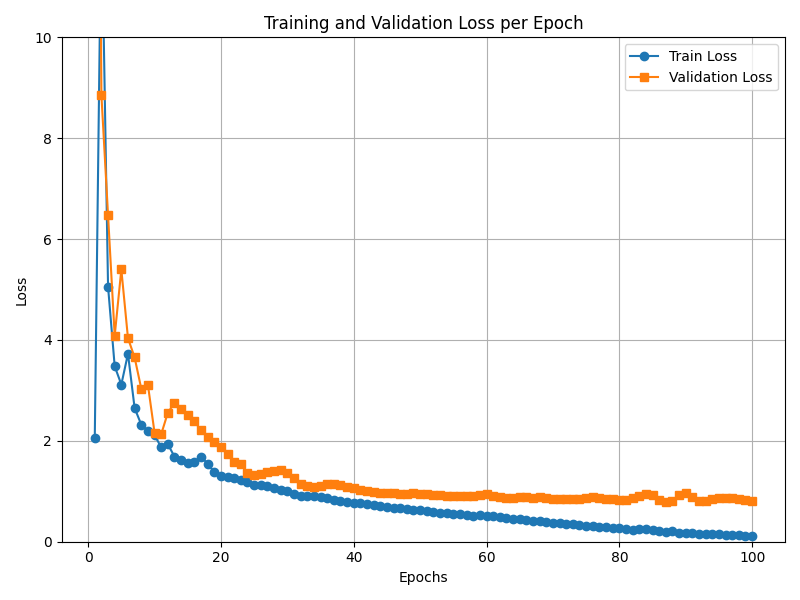 Training and Validation Loss per Epoch
Train Loss
Validation Loss
10
8
6
4
2
0
Loss
0 20 40 60 80 100
Epochs